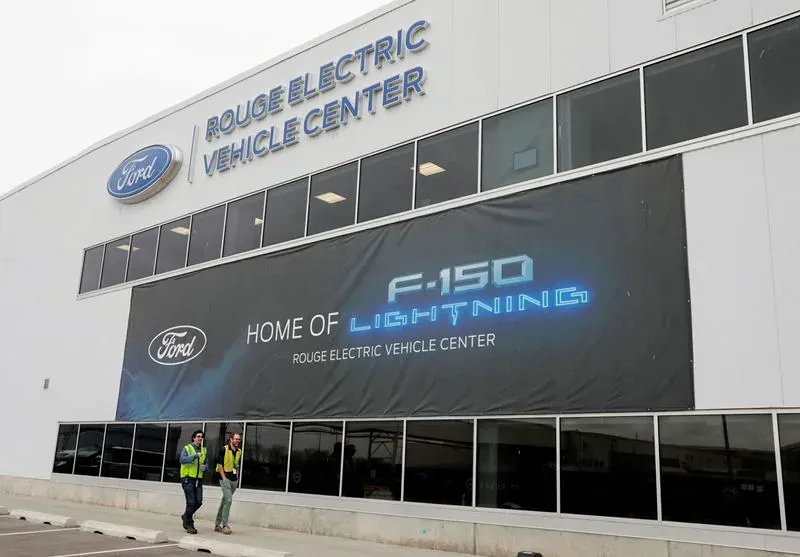 Ford
ROUGE ELECTRIC
VEHICLE CENTER
Ford
HOME OF
F-150
LIGHTNING
ROUGE ELECTRIC VEHICLE CENTER